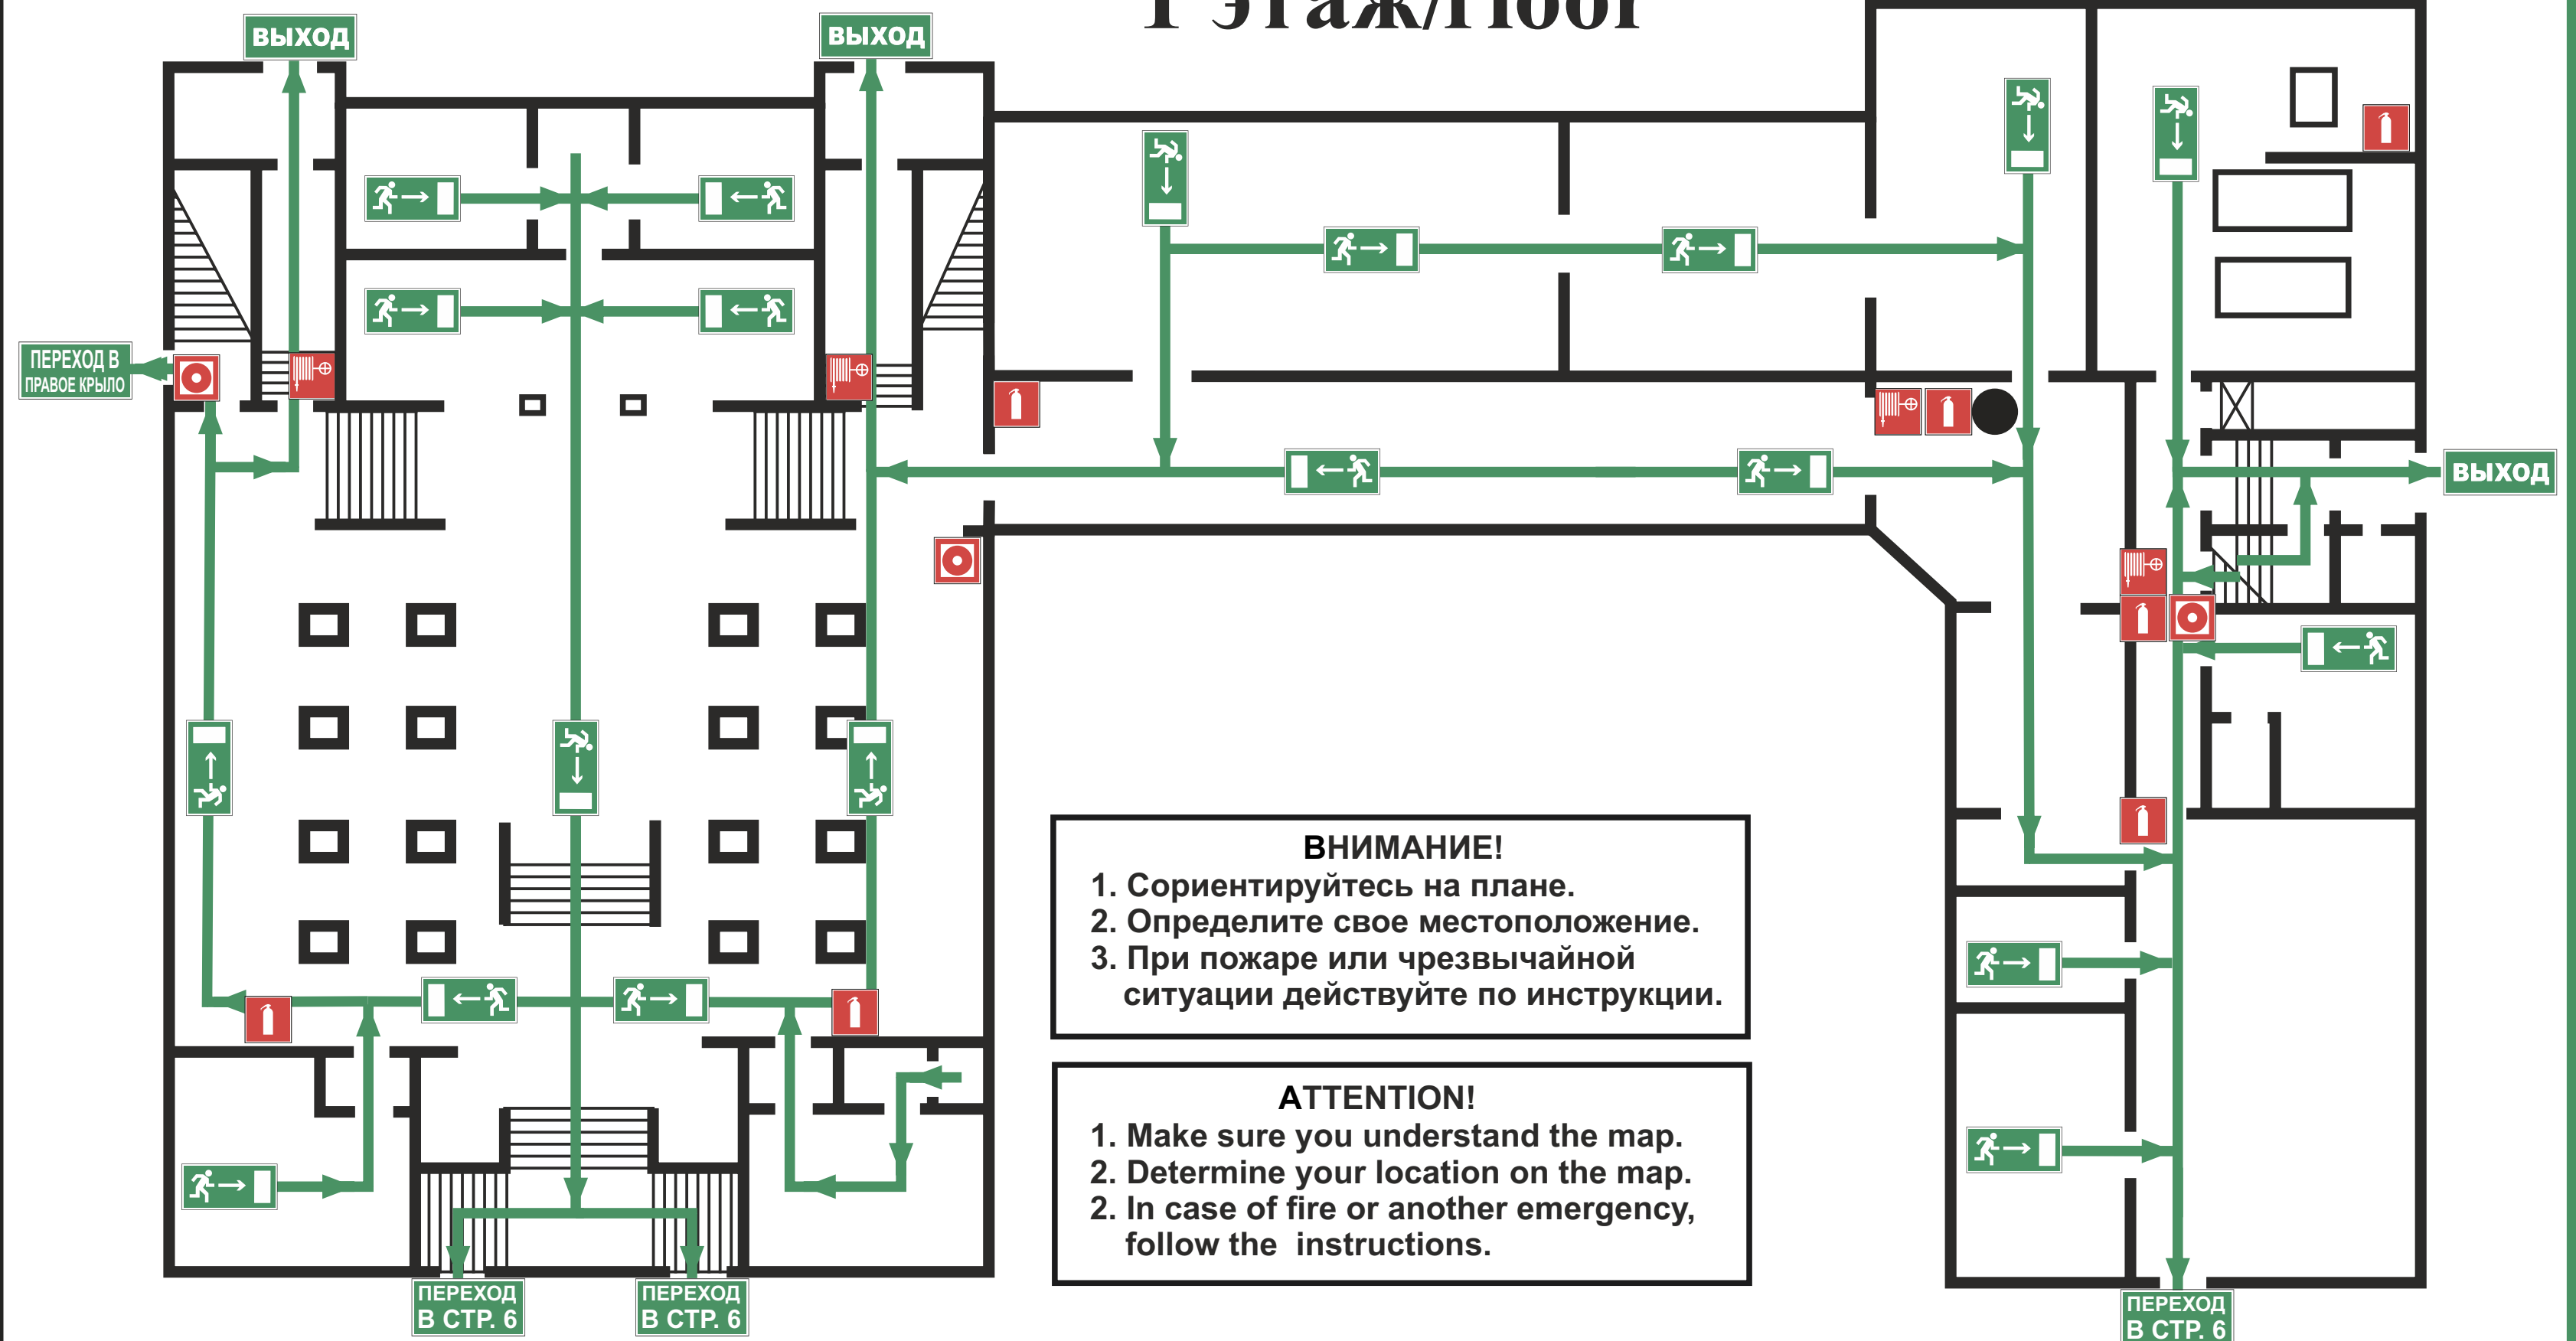 1 этаж/Floor
ВЫХОД
ВЫХОД
ПЕРЕХОД В
ПРАВОЕ КРЫЛО
ВЫХОД
ВНИМАНИЕ!
1. Сориентируйтесь на плане.
2. Определите свое местоположение.
3. При пожаре или чрезвычайной
ситуации действуйте по инструкции.
ATTENTION!
1. Make sure you understand the map.
2. Determine your location on the map.
2. In case of fire or another emergency,
follow the instructions.
ПЕРЕХОД
В СТР. 6
ПЕРЕХОД
В СТР. 6
ПЕРЕХОД
В СТР. 6